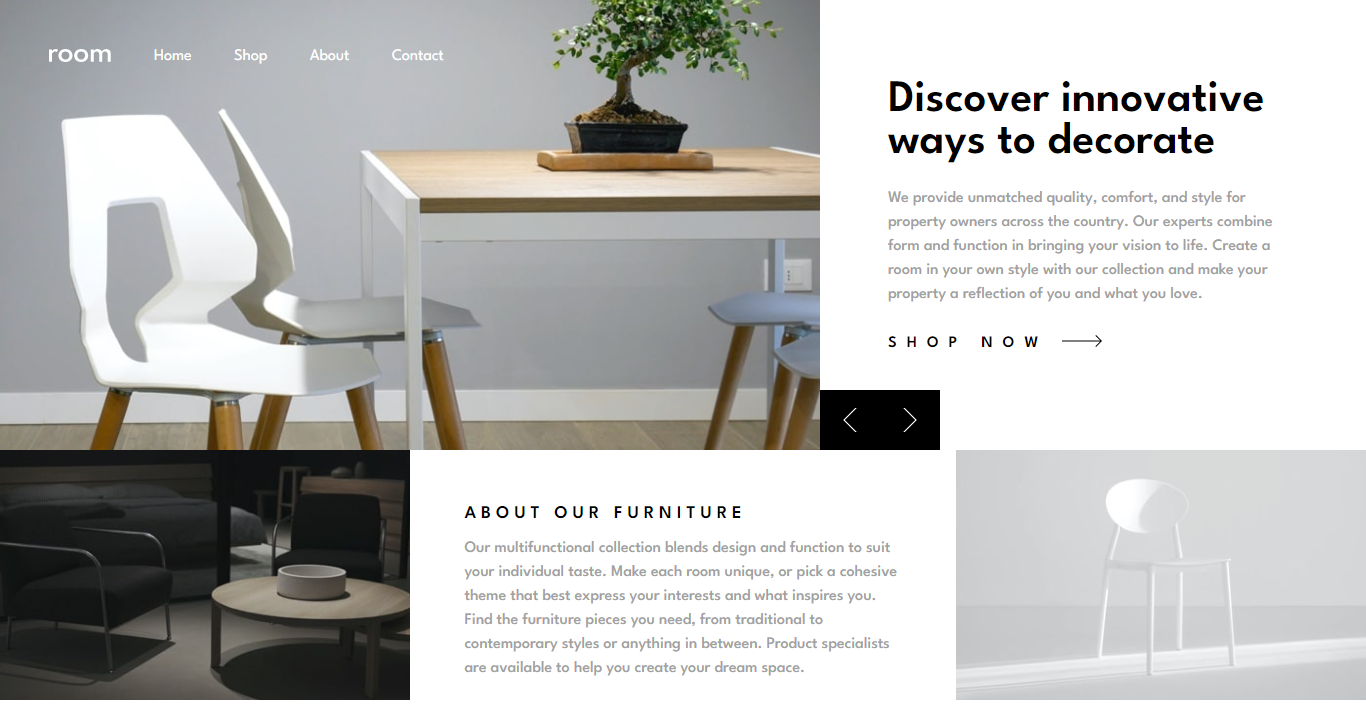 room
Home
Shop
About
Contact
Discover innovative
ways to decorate
We provide unmatched quality, comfort, and style for
property owners across the country. Our experts combine
form and function in bringing your vision to life. Create a
room in your own style with our collection and make your
property a reflection of you and what you love.
SHOP NOW
ABOUT OUR FURNITURE
Our multifunctional collection blends design and function to suit
your individual taste. Make each room unique, or pick a cohesive
theme that best express your interests and what inspires you.
Find the furniture pieces you need, from traditional to
contemporary styles or anything in between. Product specialists
are available to help you create your dream space.